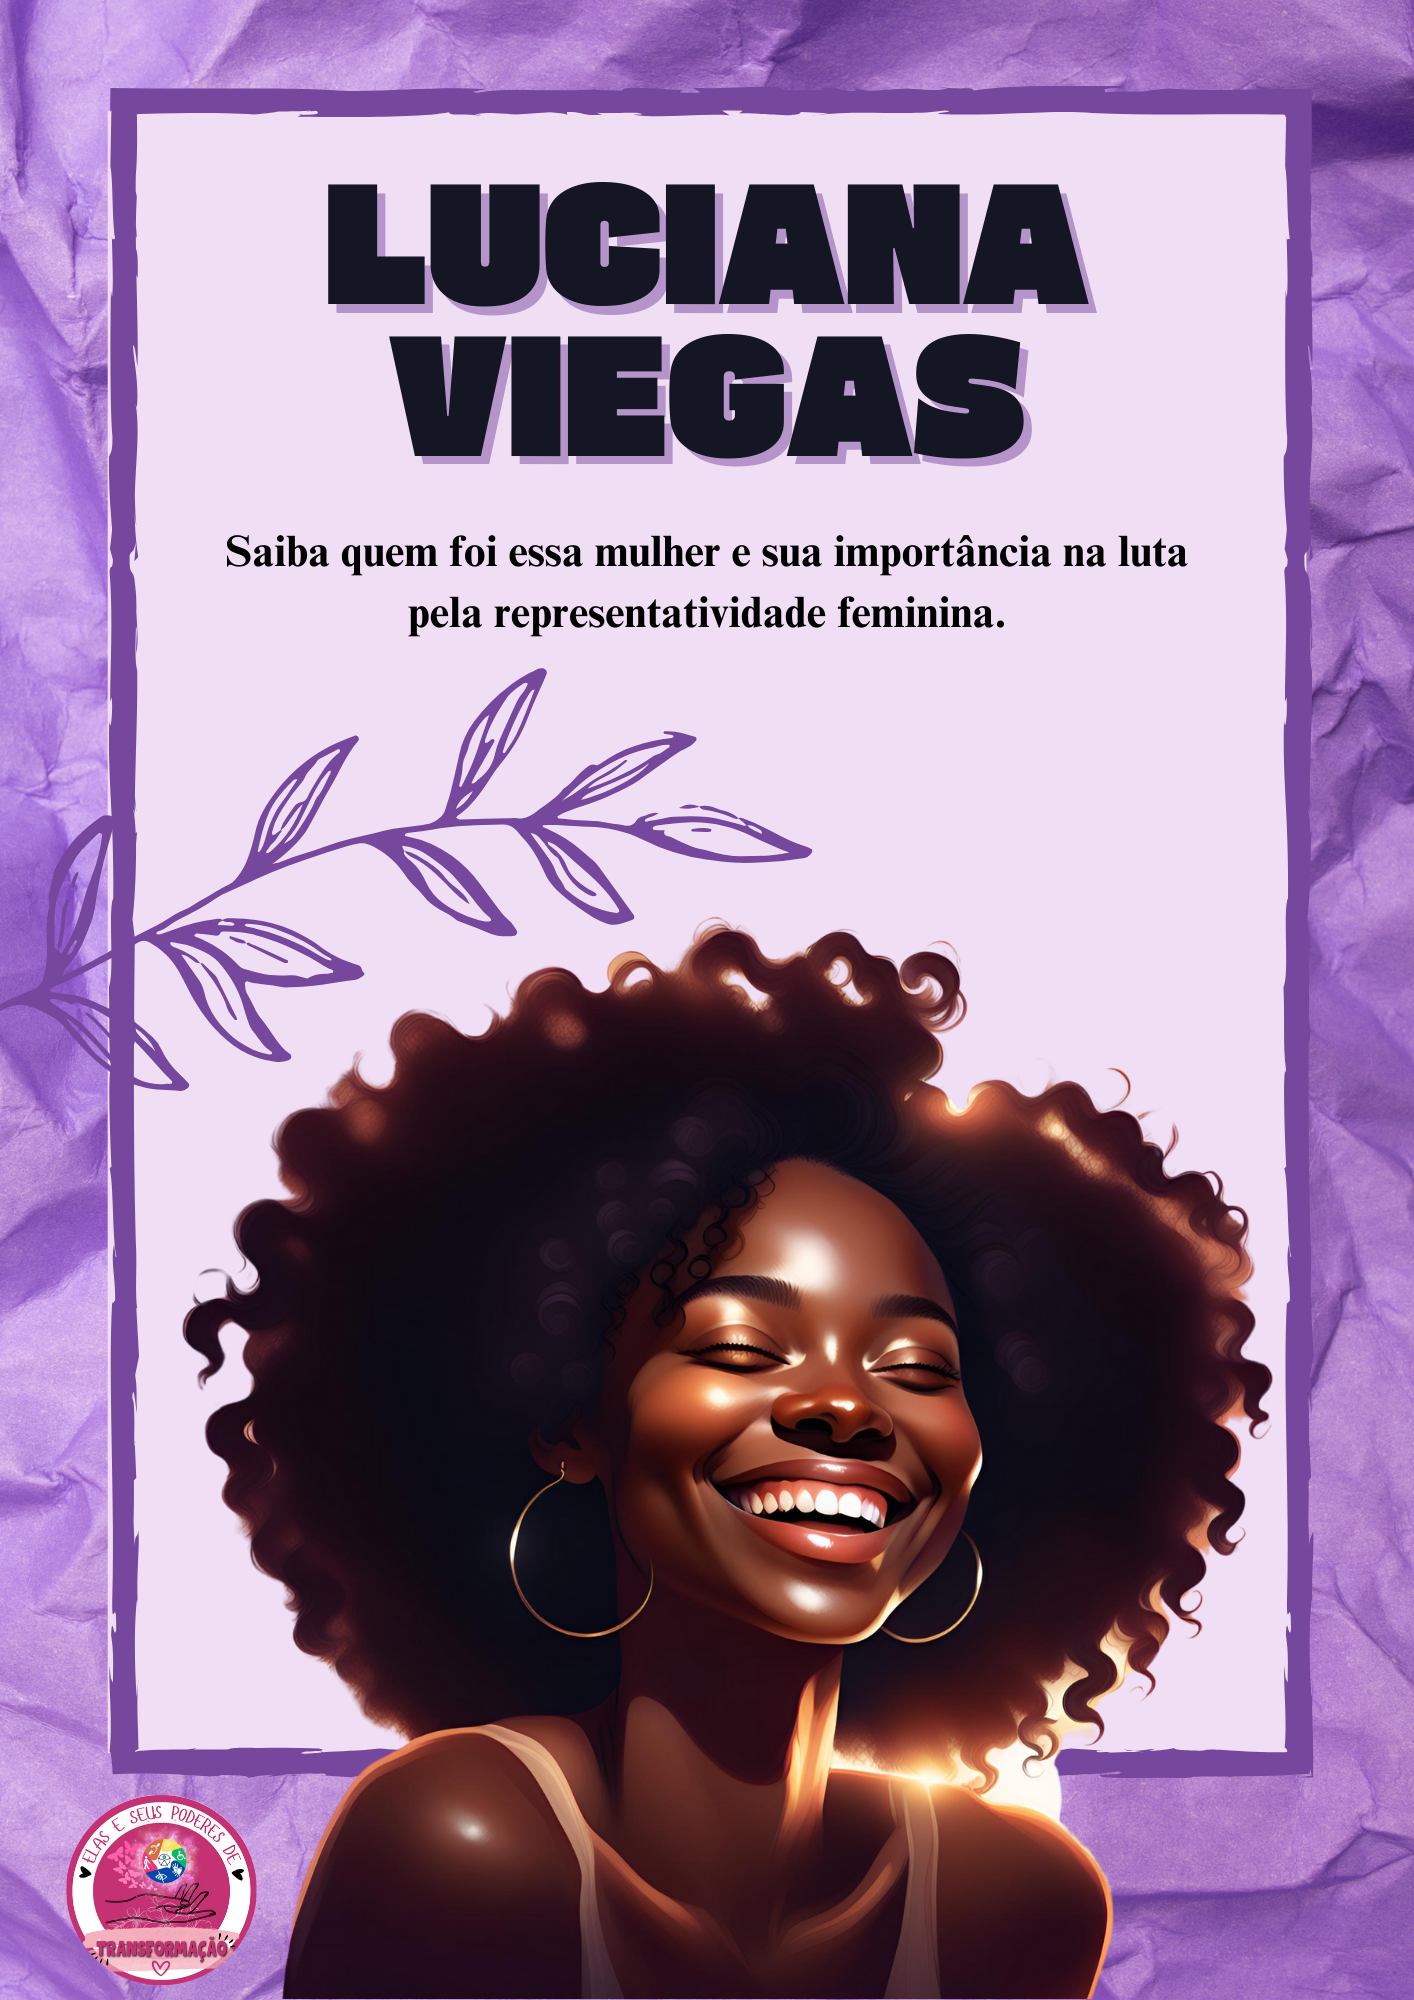 LUCIANA
VIEGAS
Saiba quem foi essa mulher e sua importância na luta
pela representatividade feminina.
ELAS E SEUS PODERES DE
TRANSFORMAÇÃO